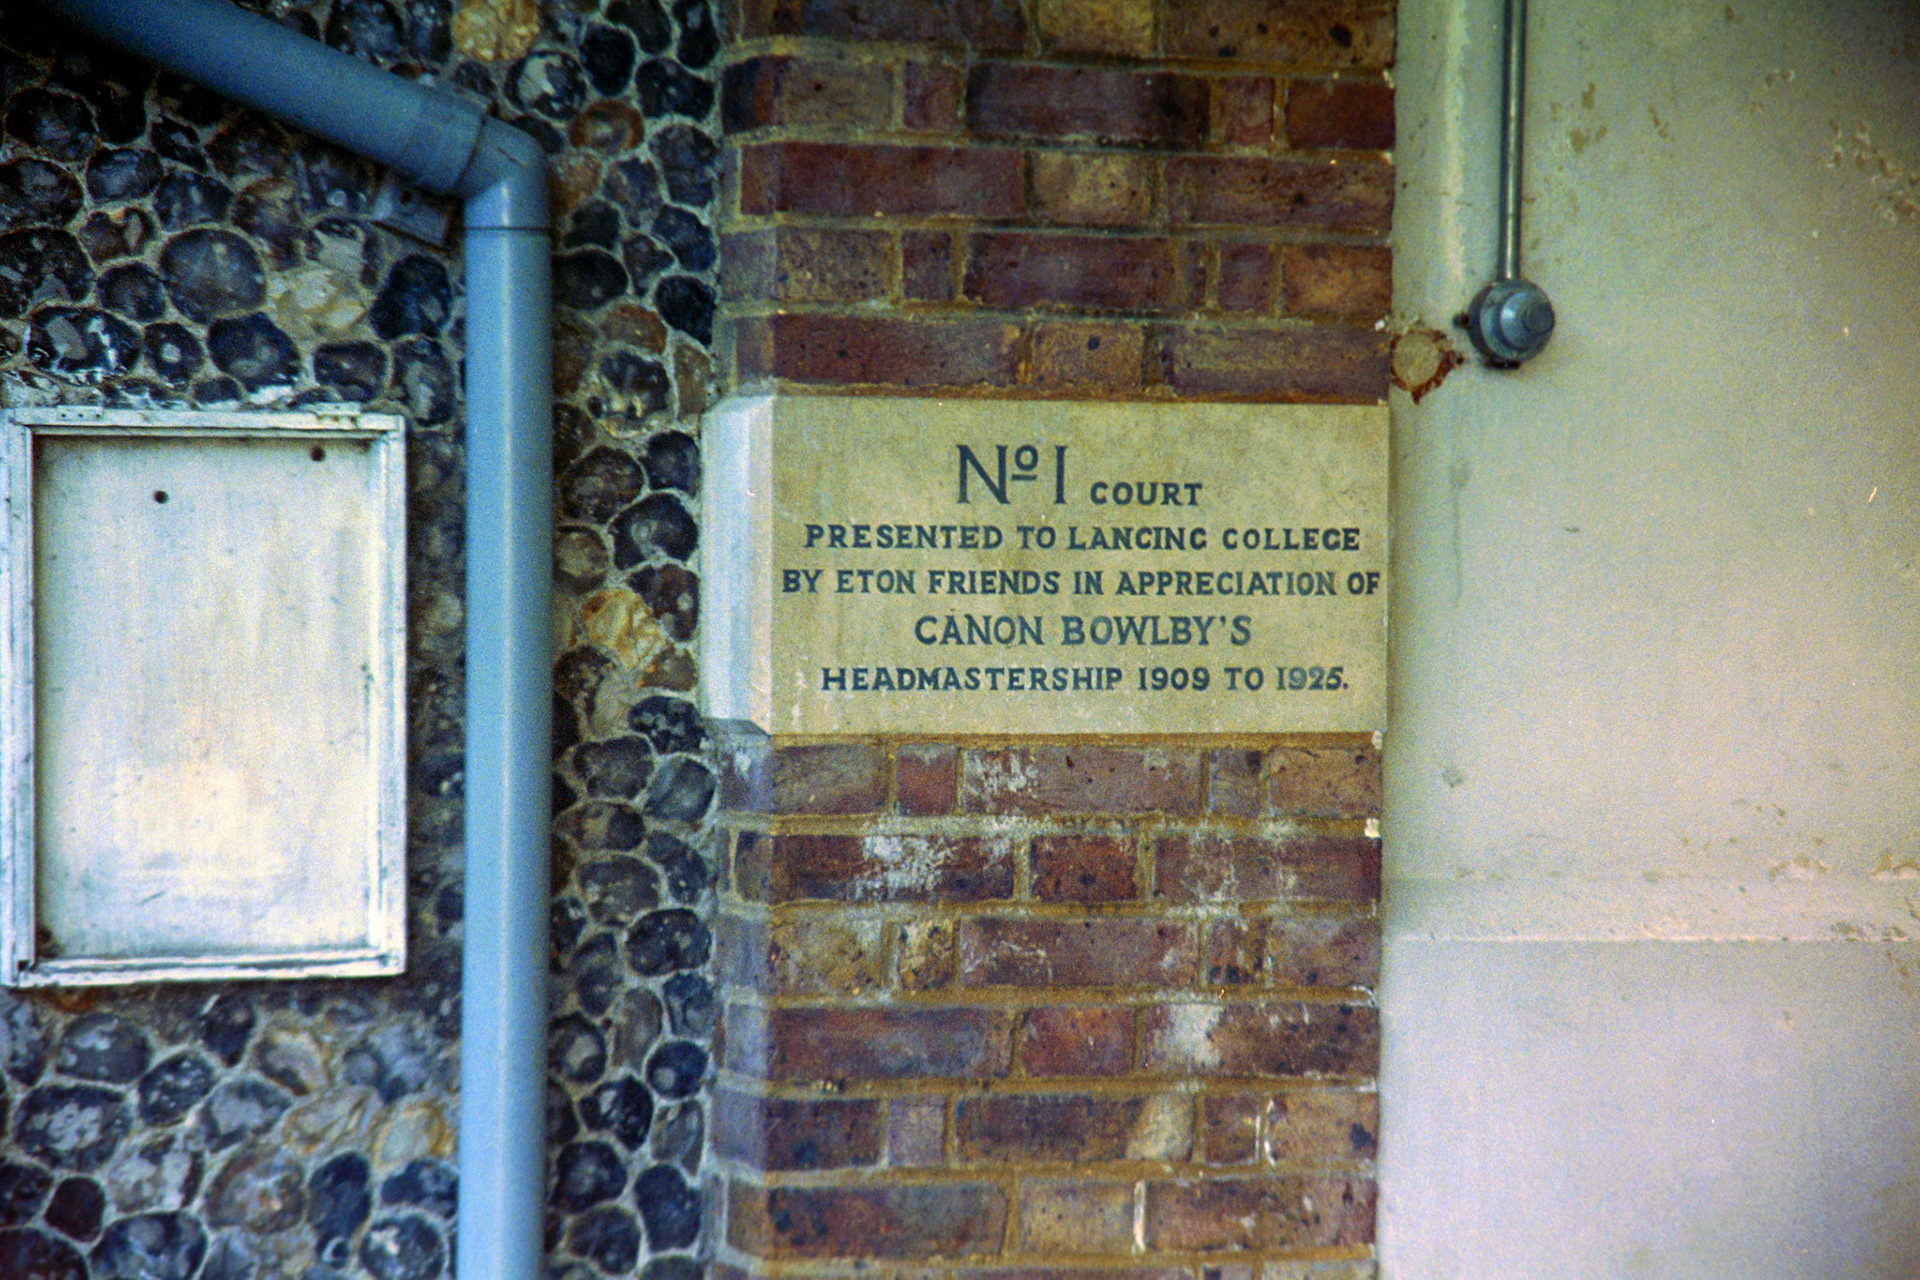 Nº I COURT
PRESENTED TO LANCING COLLEGE
BY ETON FRIENDS IN APPRECIATION OF
CANON BOWLBY'S
HEADMASTERSHIP 1909 TO 1925.